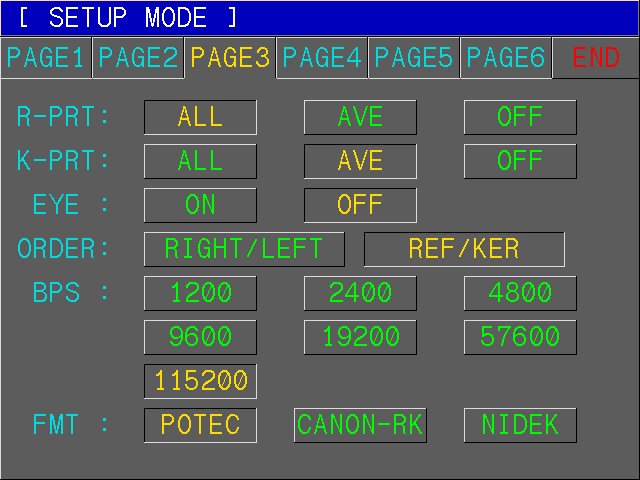 [ SETUP MODE ]
PAGE1 PAGE2 PAGE3 PAGE4 PAGE5 PAGE6 END
R-PRT: ALL AVE OFF
K-PRT: ALL AVE OFF
EYE : ON OFF
ORDER: RIGHT/LEFT REF/KER
BPS : 1200 2400 4800
9600 19200 57600
115200
FMT : POTEC CANON-RK NIDEK